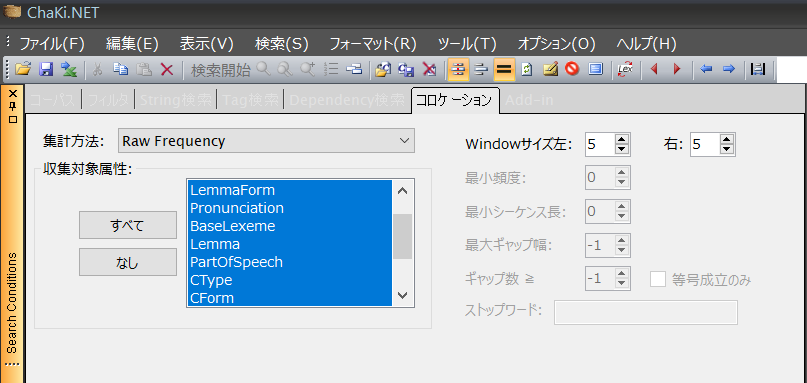 ChaKi.NET
ファイル(F) 編集(E) 表示(V) 検索(S) フォーマット(R) ツール(T) オプション(O) ヘルプ(H)
検索開始 Lex
コーパス フィルタ String検索 Tag検索 Dependency検索 コロケーション Add-in
集計方法: Raw Frequency Windowサイズ左: 5 右: 5
収集対象属性: 最小頻度: 0
LemmaForm
Pronunciation 最小シーケンス長: 0
すべて BaseLexeme
Lemma 最大ギャップ幅: -1
なし PartOfSpeech
CType ギャップ数 ≧ -1 等号成立のみ
CForm ストップワード:
Search Conditions